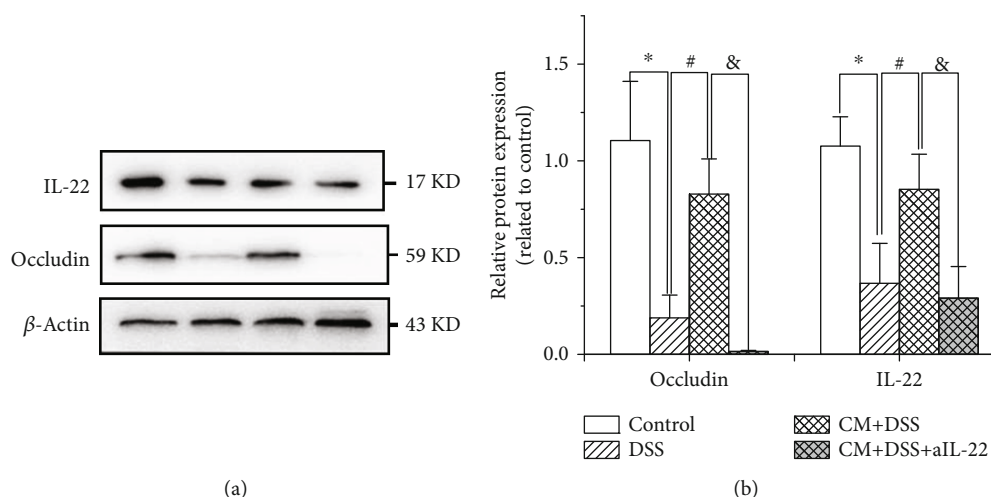 IL-22
17 KD
Occludin
59 KD
β-Actin
43 KD
(a)
Relative protein expression
(related to control)
1.5
1.0
0.5
0.0
* # &
* # &
Occludin
IL-22
Control
DSS
CM+DSS
CM+DSS+aIL-22
(b)